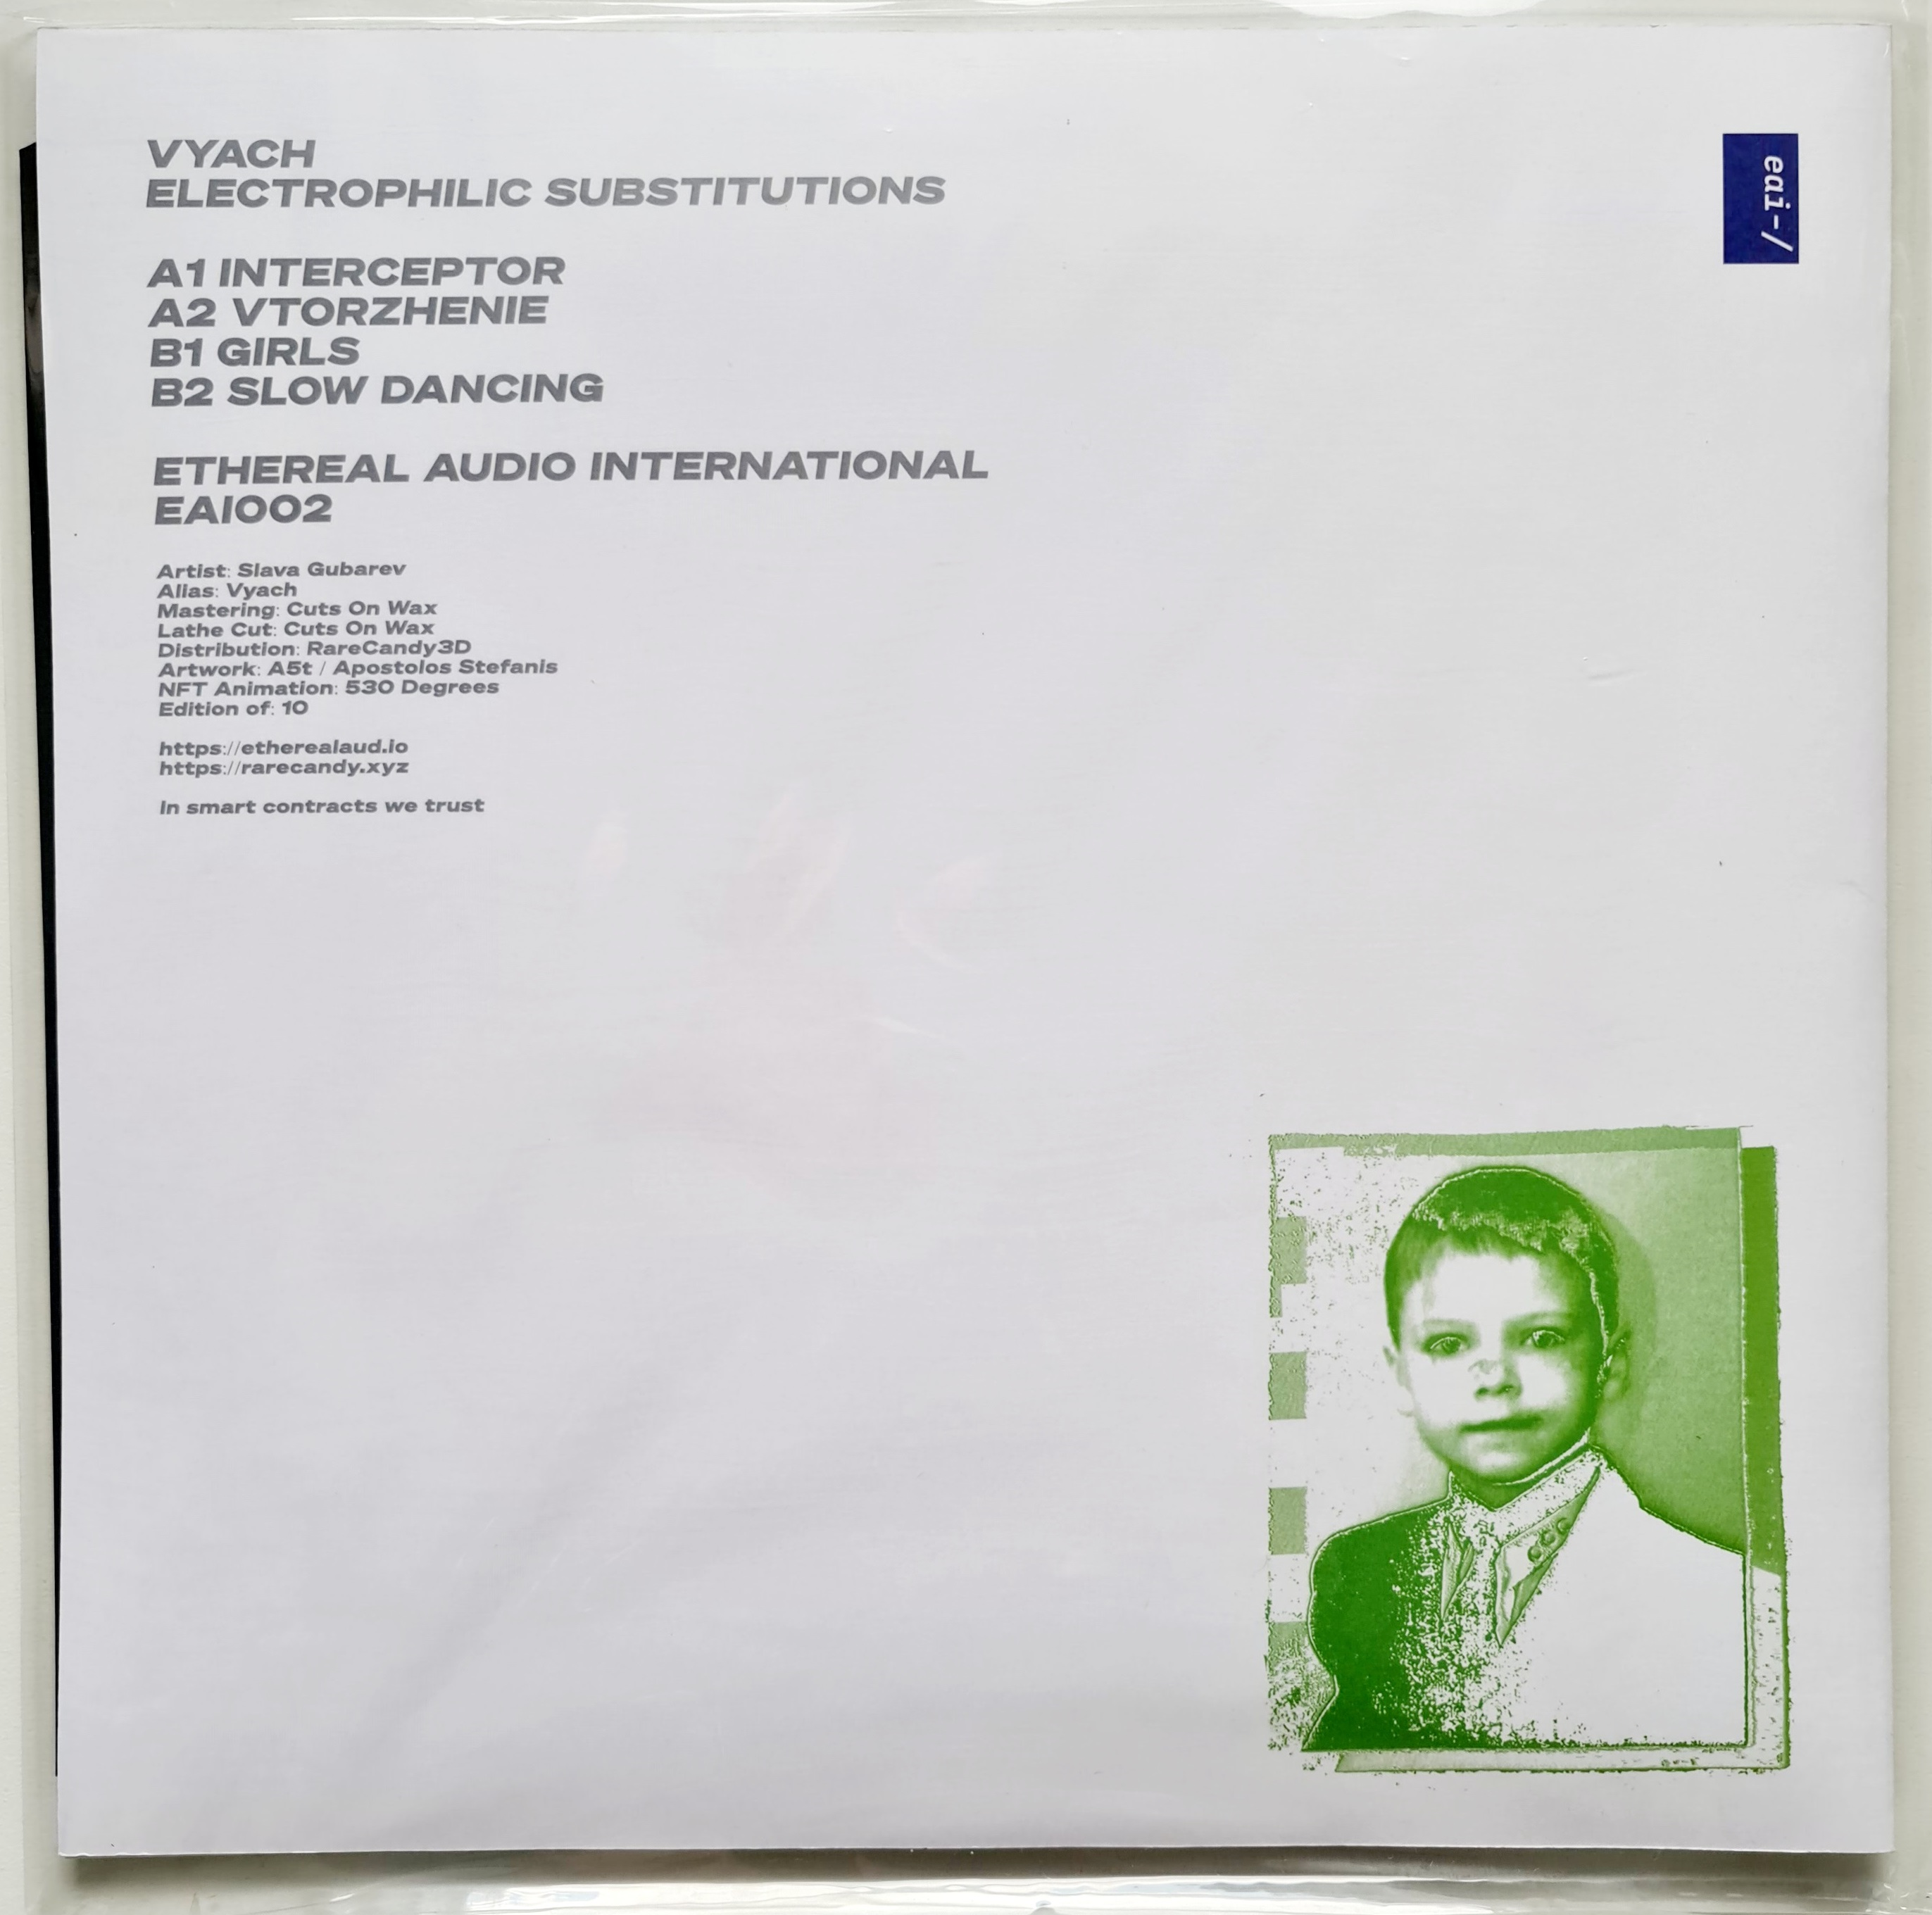 VYACH
ELECTROPHILIC SUBSTITUTIONS
A1 INTERCEPTOR
A2 VTORZHENIE
B1 GIRLS
B2 SLOW DANCING
ETHEREAL AUDIO INTERNATIONAL
EAI002
Artist: Slava Gubarev
Alias: Vyach
Mastering: Cuts On Wax
Lathe Cut: Cuts On Wax
Distribution: RareCandy3D
Artwork: A5t / Apostolos Stefanis
NFT Animation: 530 Degrees
Edition of: 10
https://etherealaud.io
https://rarecandy.xyz
In smart contracts we trust
eai-/